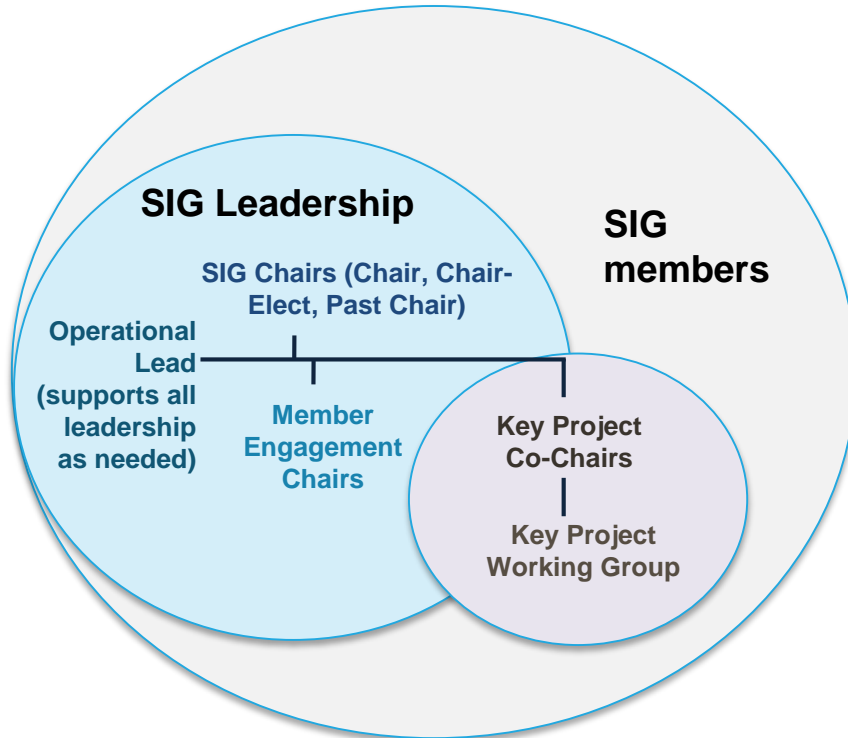 SIG Leadership
SIG
members
SIG Chairs (Chair, Chair-
Elect, Past Chair)
Operational
Lead
(supports all
leadership
as needed)
Member
Engagement
Chairs
Key Project
Co-Chairs
Key Project
Working Group